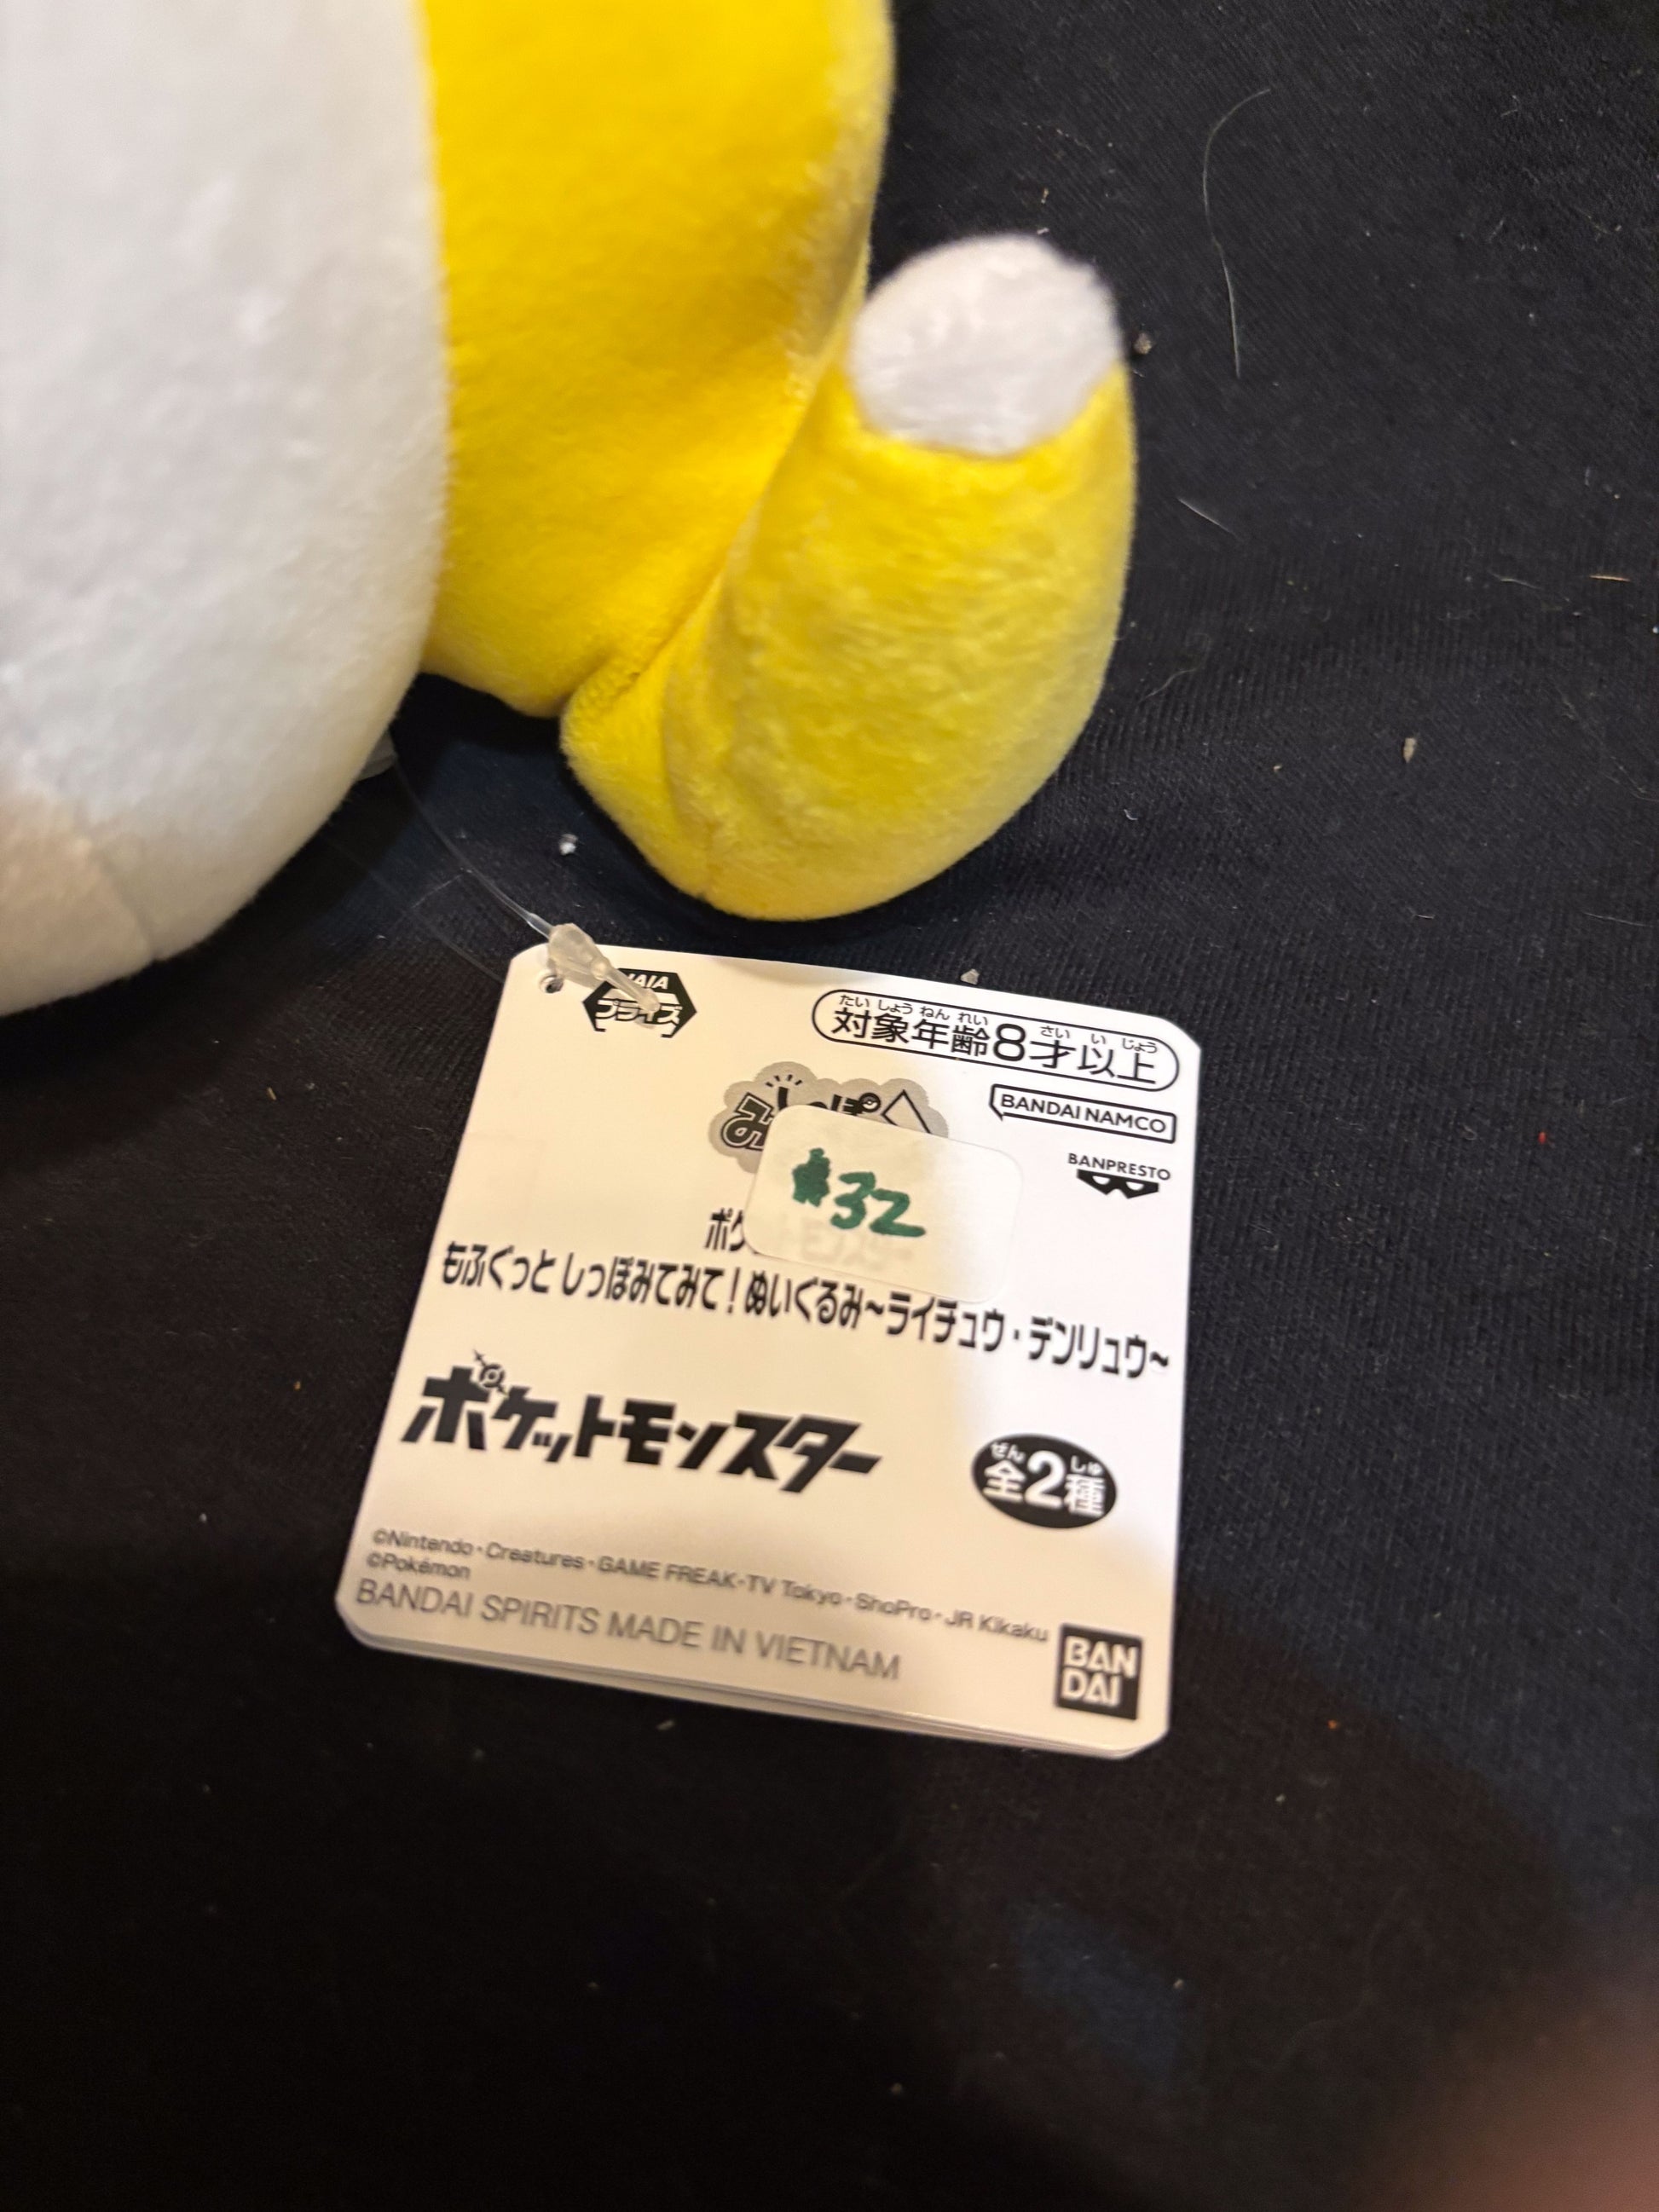 プライズ
たい しょう ねん れい さい い じょう
対象年齢8才以上
BANDAI NAMCO
BANPRESTO
$32
もふぐっと しっぽみてみて!ぬいぐるみ~ライチュウ・デンリュウ~
ポケットモンスター
ぜん しゅ
全2種
©Nintendo・Creatures・GAME FREAK・TV Tokyo・ShoPro・JR Kikaku
©Pokémon
BANDAI SPIRITS MADE IN VIETNAM
BAN
DAI